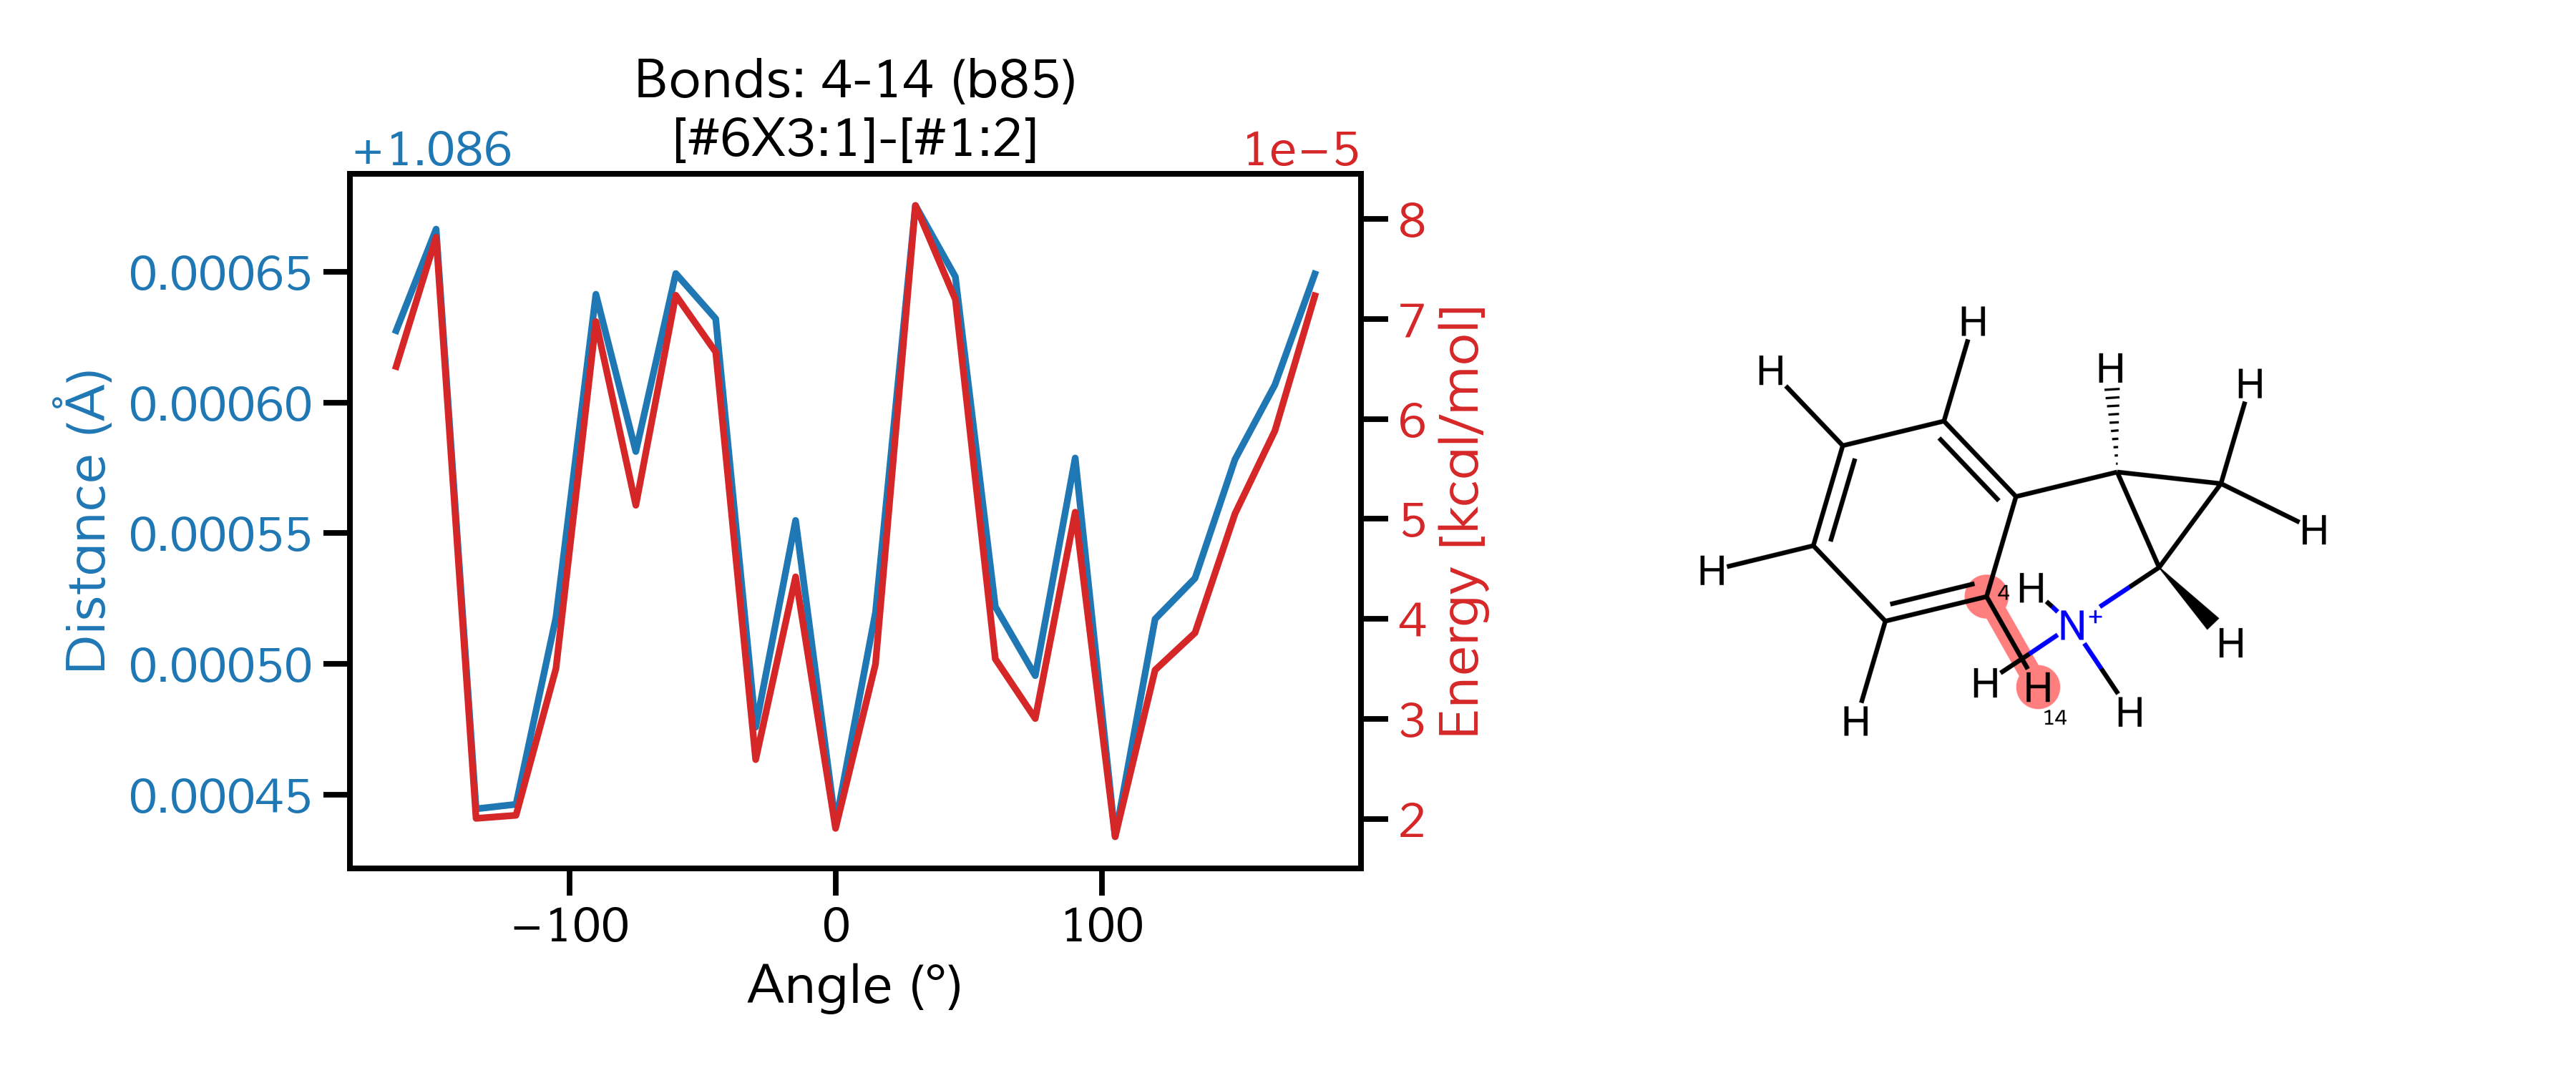 Bonds: 4-14 (b85)
[#6X3:1]-[#1:2]
+1.086
1e−5
Distance (Å)
0.00065
0.00060
0.00055
0.00050
0.00045
8
7
6
5
4
3
2
Energy [kcal/mol]
−100
0
100
Angle (°)
H
H
H
H
H
H
H
4
H
N+
H
H
H
H
H
14